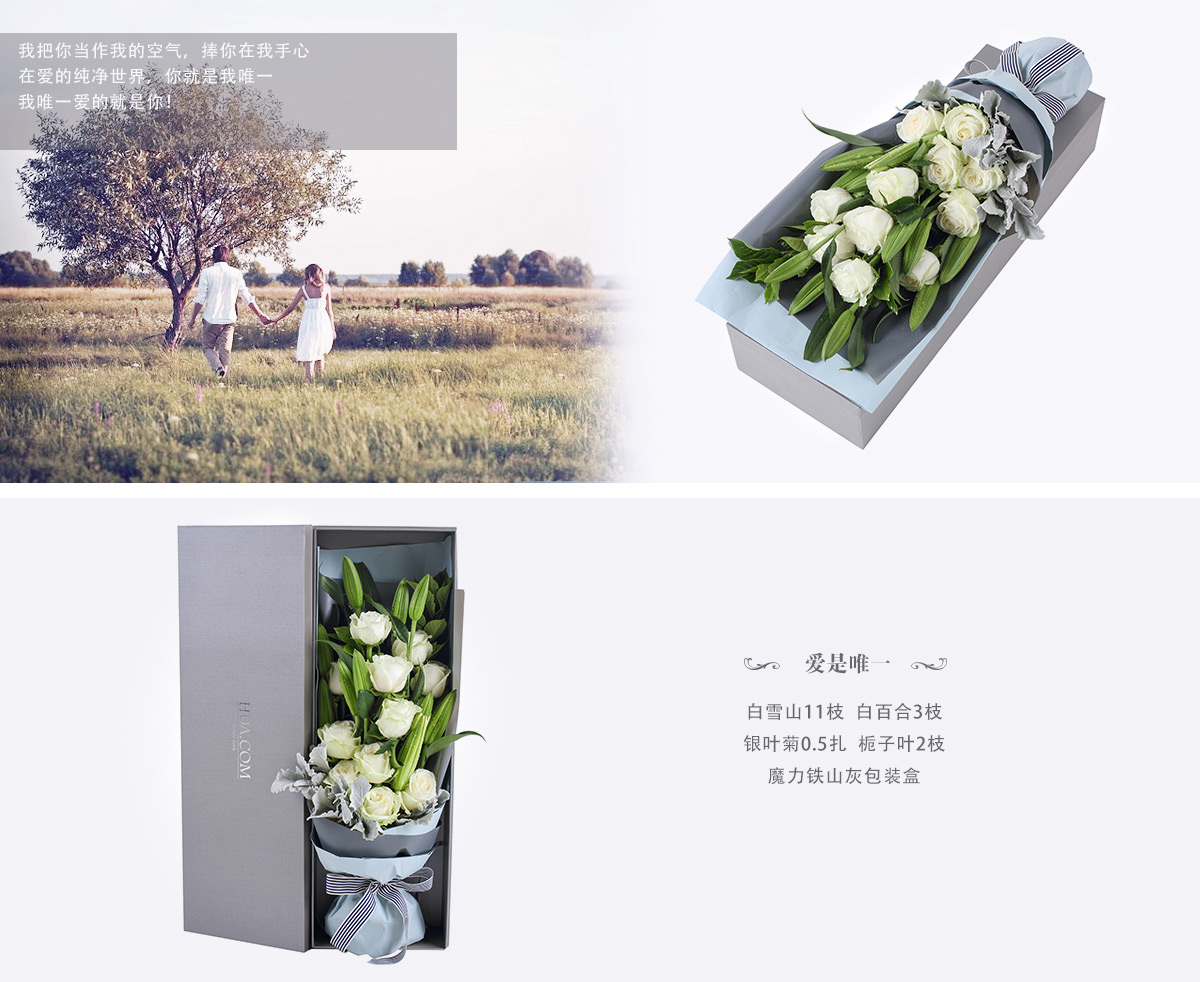 我把你当作我的空气，捧你在我手心
在爱的纯净世界，你就是我唯一
我唯一爱的就是你！
HUA.COM
爱是唯一
白雪山11枝 白百合3枝
银叶菊0.5扎 栀子叶2枝
魔力铁山灰包装盒